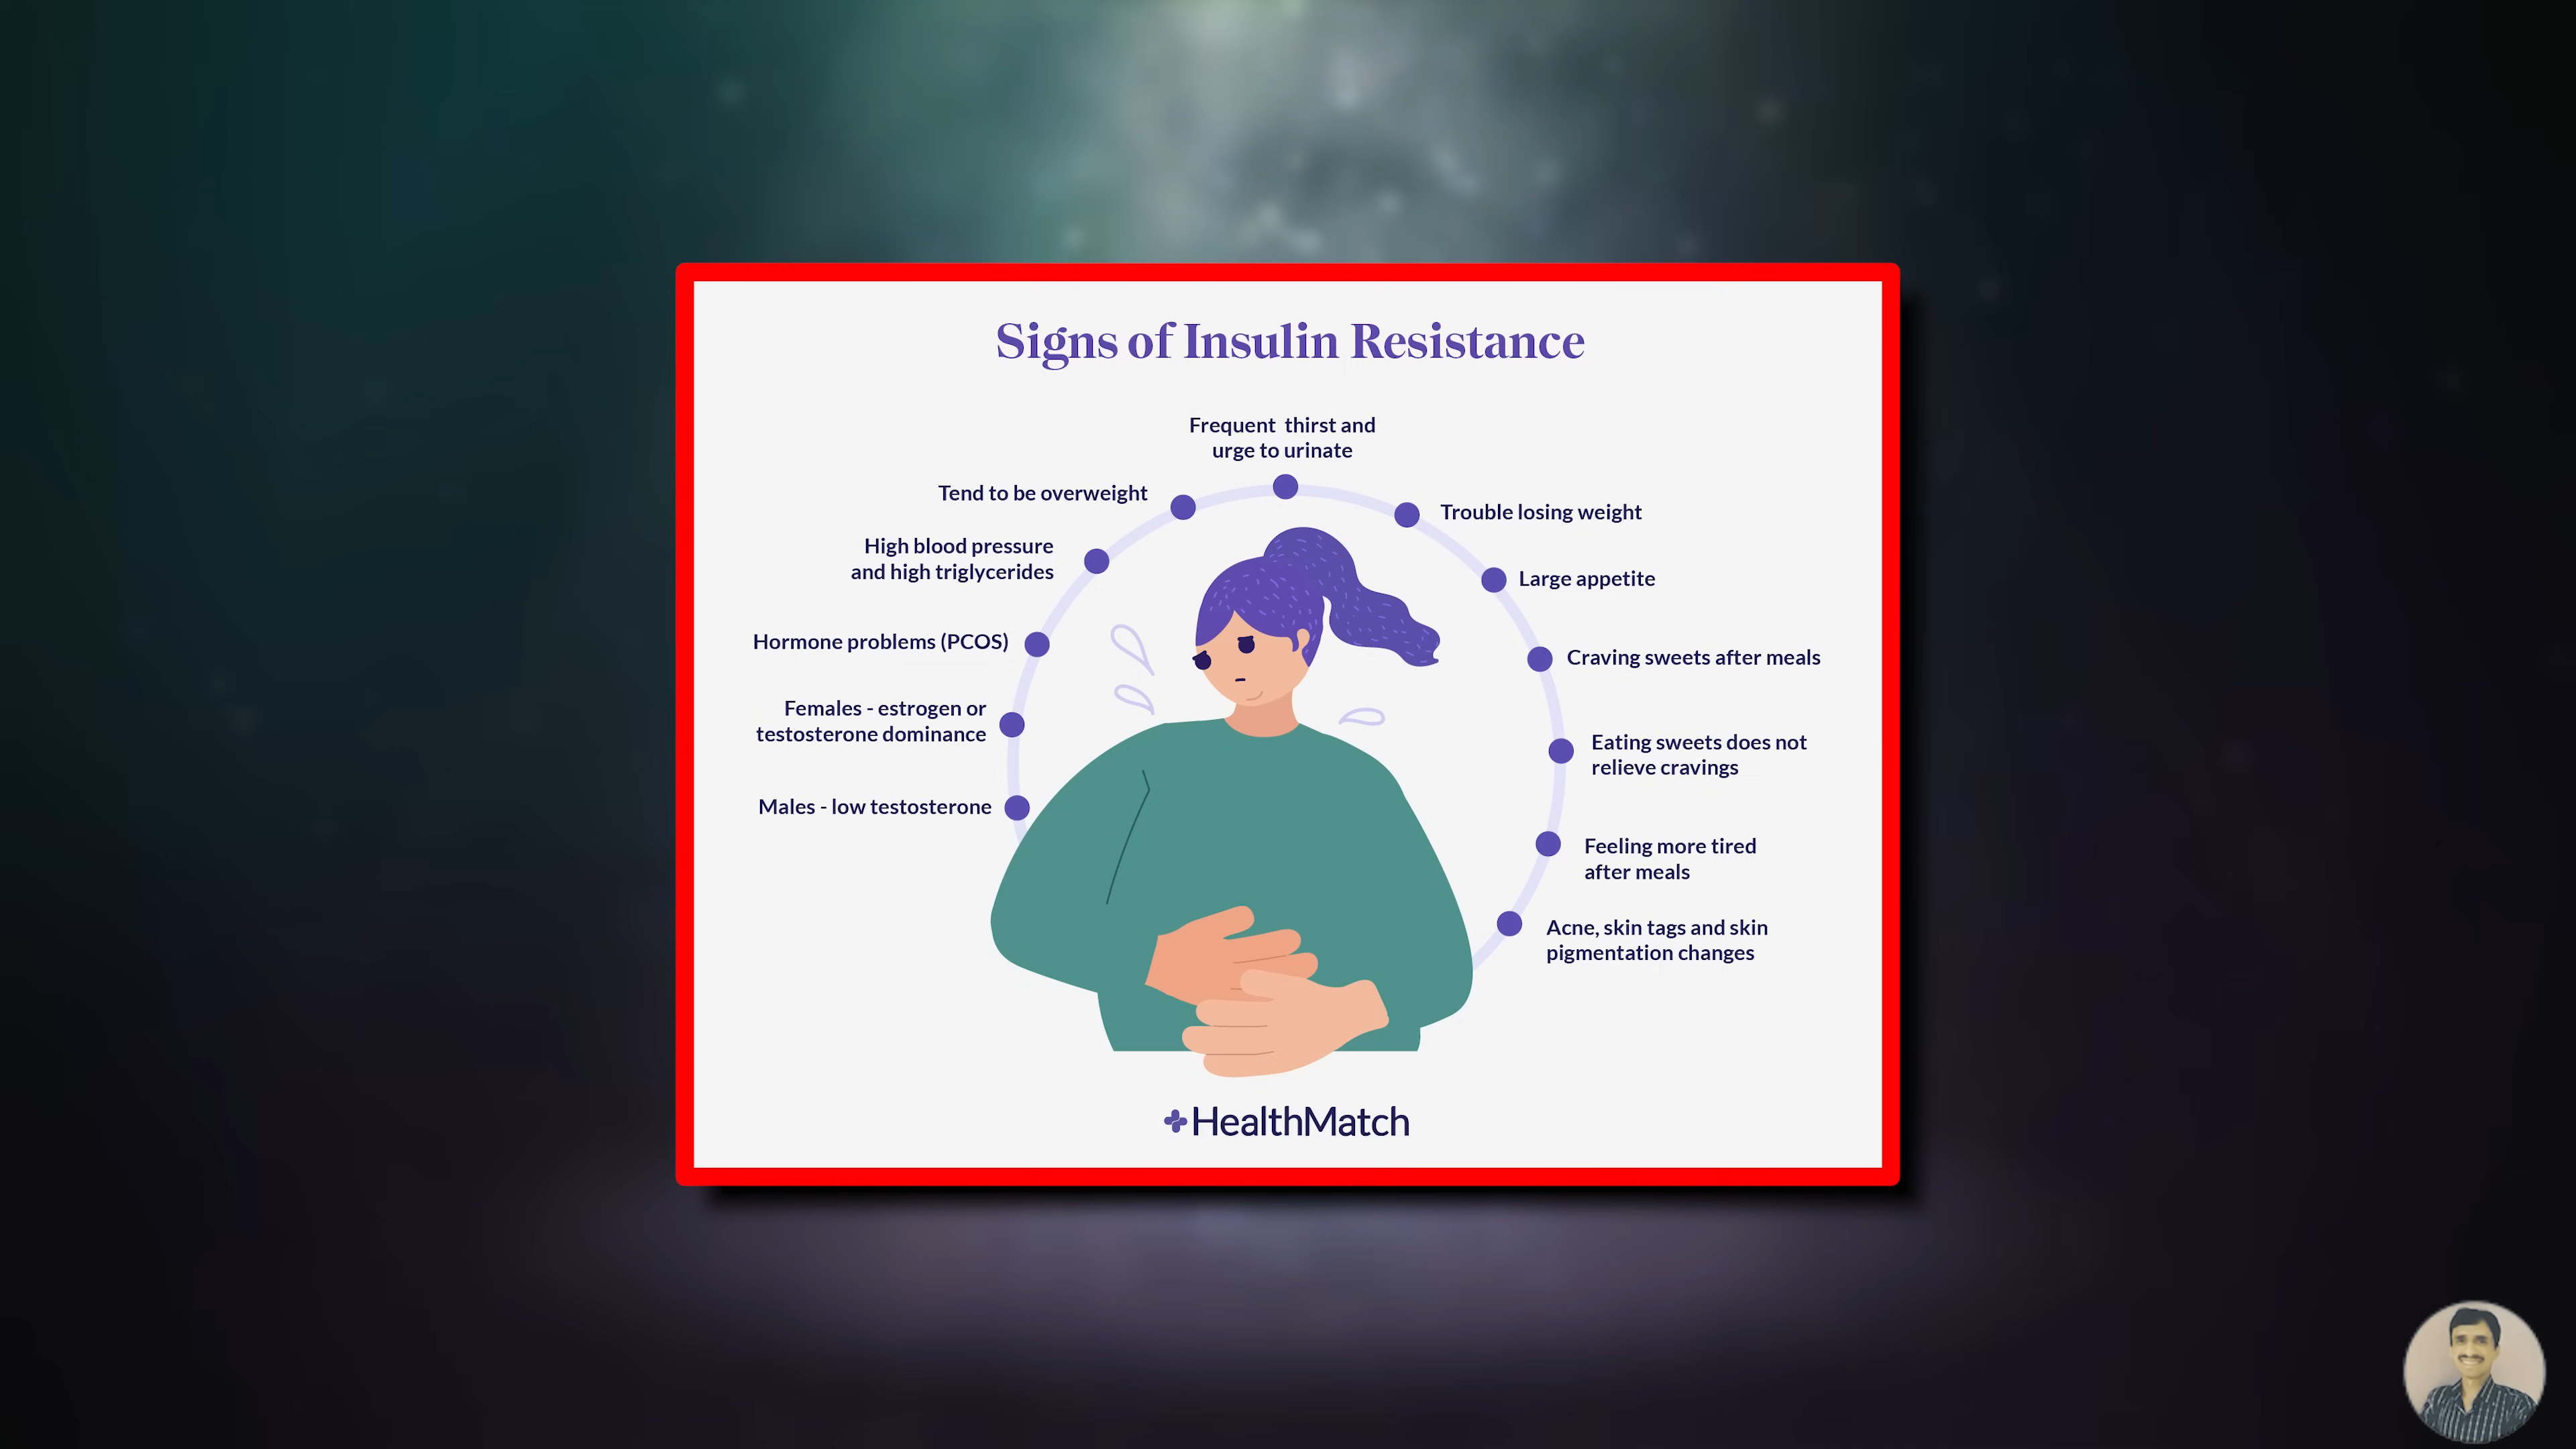 Signs of Insulin Resistance
Frequent thirst and
urge to urinate
Tend to be overweight
Trouble losing weight
High blood pressure
and high triglycerides
Large appetite
Hormone problems (PCOS)
Craving sweets after meals
Females - estrogen or
testosterone dominance
Eating sweets does not
relieve cravings
Males - low testosterone
Feeling more tired
after meals
Acne, skin tags and skin
pigmentation changes
HealthMatch